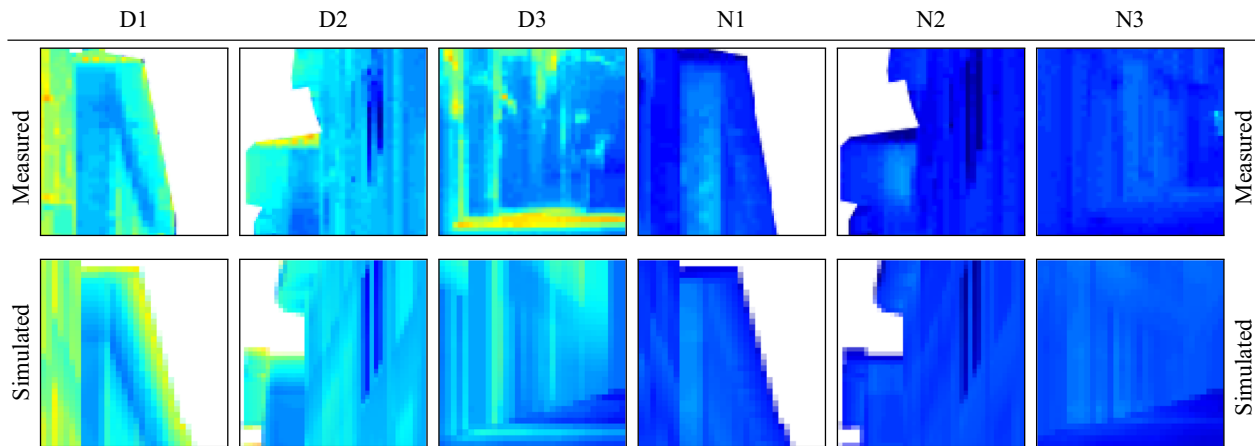 D1 D2 D3 N1 N2 N3
Measured Measured
Simulated Simulated